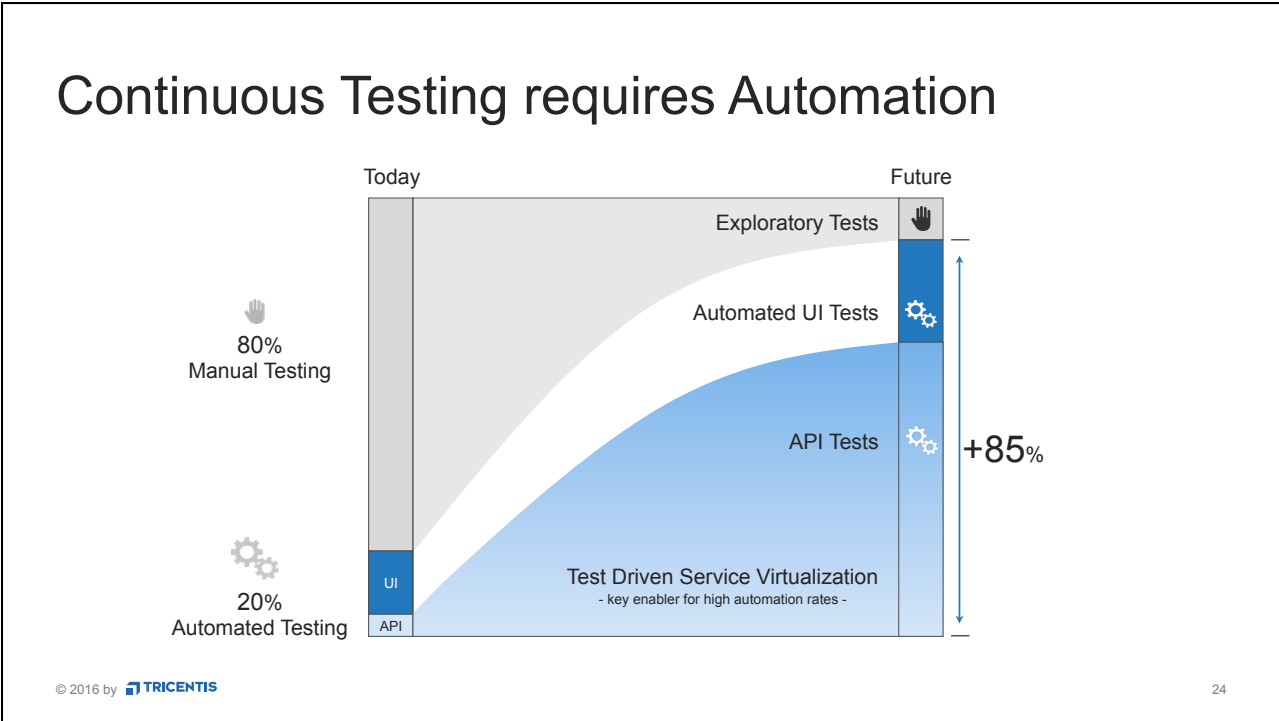 Continuous Testing requires Automation
Today
Future
Exploratory Tests
Automated UI Tests
80%
Manual Testing
API Tests
+85%
UI
Test Driven Service Virtualization
- key enabler for high automation rates -
20%
Automated Testing
API
© 2016 by TRICENTIS
24